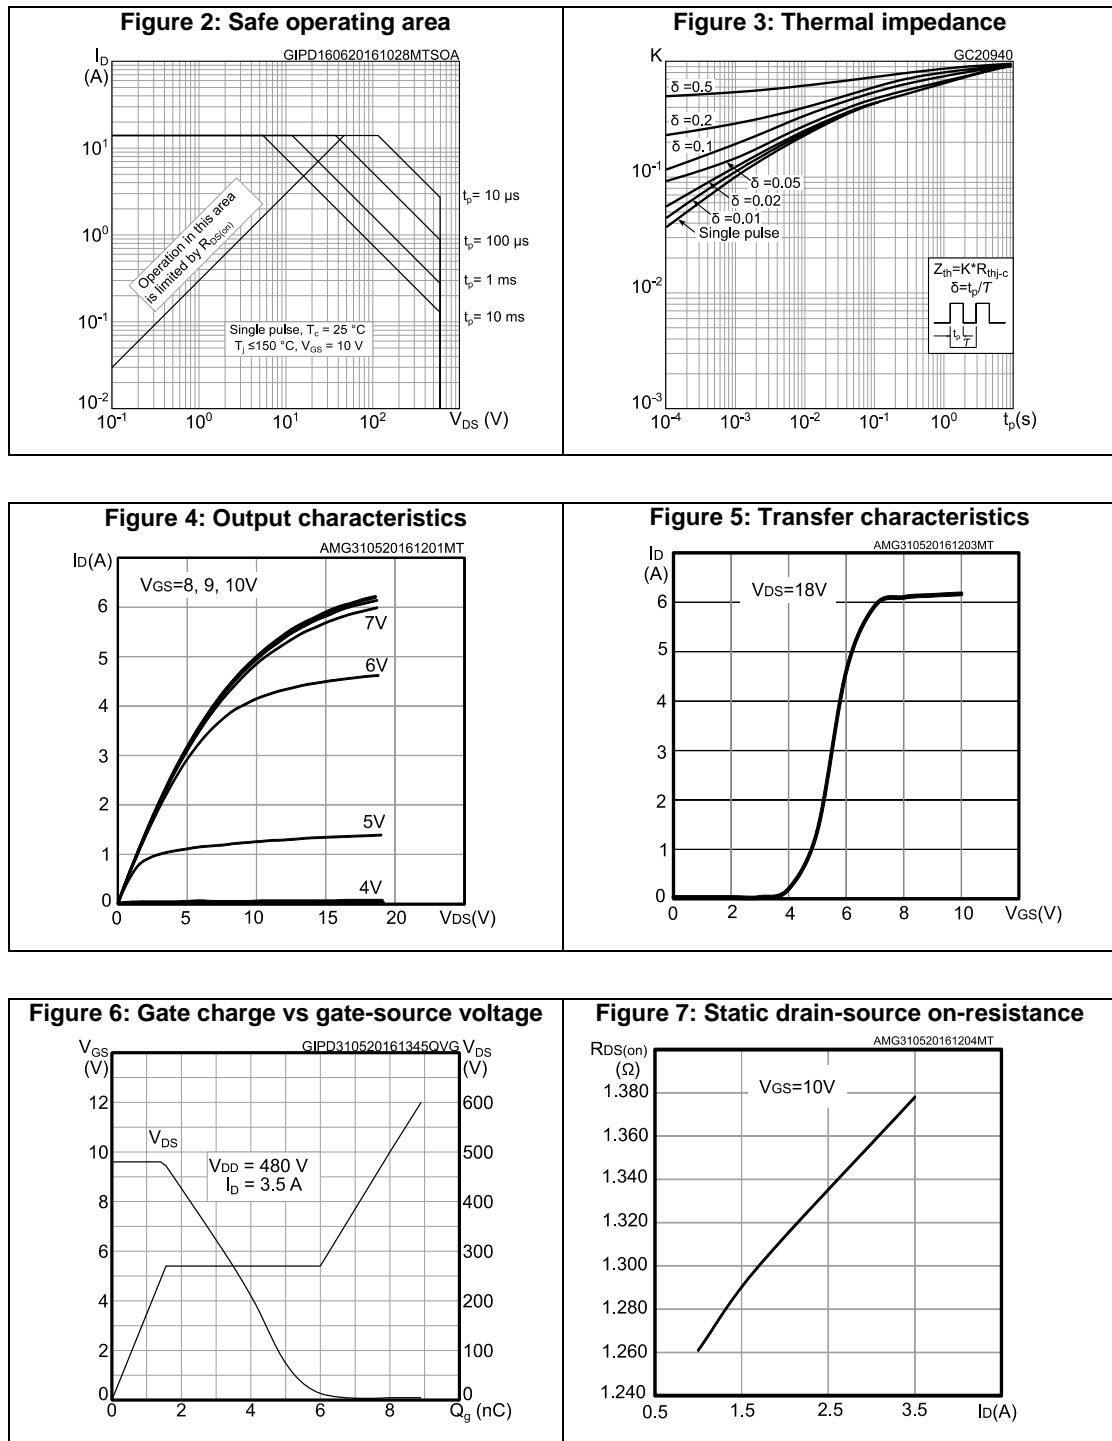 Figure 2: Safe operating area
I_D
(A)
GIPD160620161028MTSOA
10^1
10^0
10^-1
10^-2
10^-1 10^0 10^1 10^2 V_DS (V)
Operation in this area
is limited by R_DS(on)
t_p= 10 µs
t_p= 100 µs
t_p= 1 ms
t_p= 10 ms
Single pulse, T_c = 25 °C
T_j ≤150 °C, V_GS = 10 V
Figure 3: Thermal impedance
K
GC20940
δ =0.5
δ =0.2
δ =0.1
δ =0.05
δ =0.02
δ =0.01
Single pulse
10^-1
10^-2
10^-3
10^-4 10^-3 10^-2 10^-1 10^0 t_p(s)
Z_th=K*R_thj-c
δ=t_p/T
t_p
T
Figure 4: Output characteristics
ID(A)
AMG310520161201MT
VGS=8, 9, 10V
7V
6V
5V
4V
6
5
4
3
2
1
0
0 5 10 15 20 VDS(V)
Figure 5: Transfer characteristics
ID
(A)
AMG310520161203MT
VDS=18V
6
5
4
3
2
1
0
0 2 4 6 8 10 VGS(V)
Figure 6: Gate charge vs gate-source voltage
V_GS
(V)
GIPD310520161345QVG
V_DS
(V)
12
10
8
6
4
2
0
V_DS
V_DD = 480 V
I_D = 3.5 A
600
500
400
300
200
100
0
0 2 4 6 8 Q_g (nC)
Figure 7: Static drain-source on-resistance
RDS(on)
(Ω)
AMG310520161204MT
VGS=10V
1.380
1.360
1.340
1.320
1.300
1.280
1.260
1.240
0.5 1.5 2.5 3.5 ID(A)